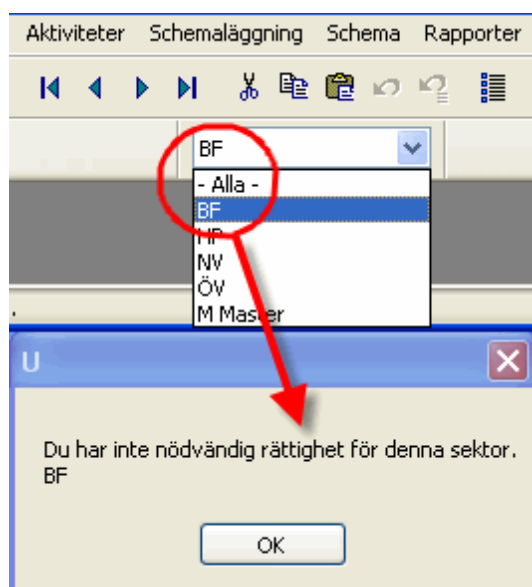 Aktiviteter Schemaläggning Schema Rapporter
BF
- Alla -
BF
HP
NV
ÖV
M Master
U
Du har inte nödvändig rättighet för denna sektor.
BF
OK